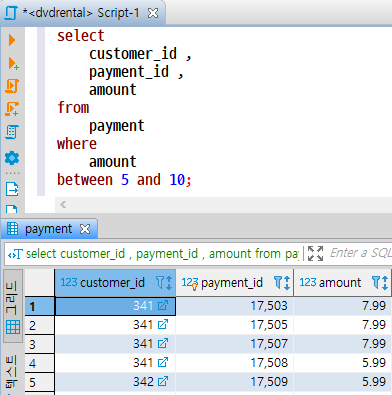 *<dvdrental> Script-1
select
customer_id ,
payment_id ,
amount
from
payment
where
amount
between 5 and 10;
payment
select customer_id , payment_id , amount from pa
Enter a SQL
그리드
텍스트
123 customer_id 123 payment_id 123 amount
1 341 17,503 7.99
2 341 17,505 7.99
3 341 17,507 7.99
4 341 17,508 5.99
5 342 17,509 5.99